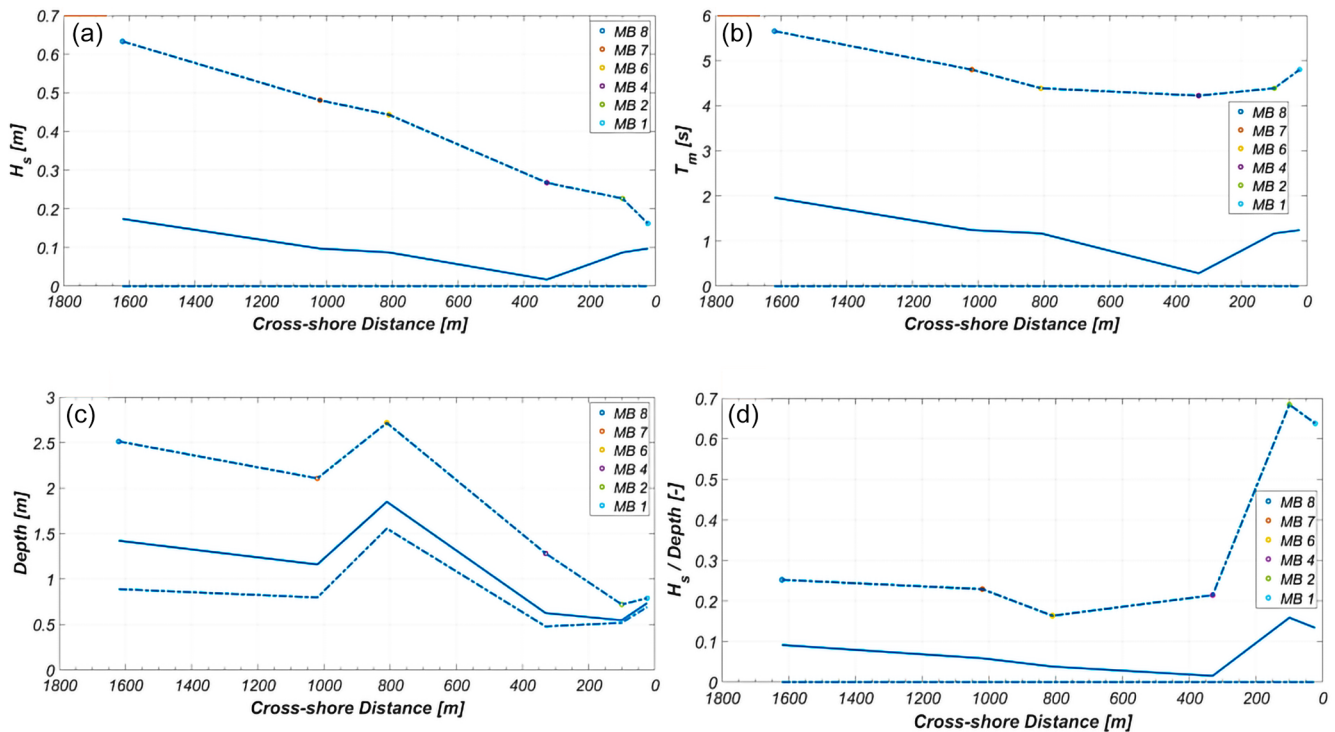 (a)
0.7
0.6
0.5
0.4
0.3
0.2
0.1
0
H_s [m]
MB 8
MB 7
MB 6
MB 4
MB 2
MB 1
1800 1600 1400 1200 1000 800 600 400 200 0
Cross-shore Distance [m]
(b)
6
5
4
3
2
1
0
T_m [s]
MB 8
MB 7
MB 6
MB 4
MB 2
MB 1
1800 1600 1400 1200 1000 800 600 400 200 0
Cross-shore Distance [m]
(c)
3
2.5
2
1.5
1
0.5
0
Depth [m]
MB 8
MB 7
MB 6
MB 4
MB 2
MB 1
1800 1600 1400 1200 1000 800 600 400 200 0
Cross-shore Distance [m]
(d)
0.7
0.6
0.5
0.4
0.3
0.2
0.1
0
H_s / Depth [-]
MB 8
MB 7
MB 6
MB 4
MB 2
MB 1
1800 1600 1400 1200 1000 800 600 400 200 0
Cross-shore Distance [m]